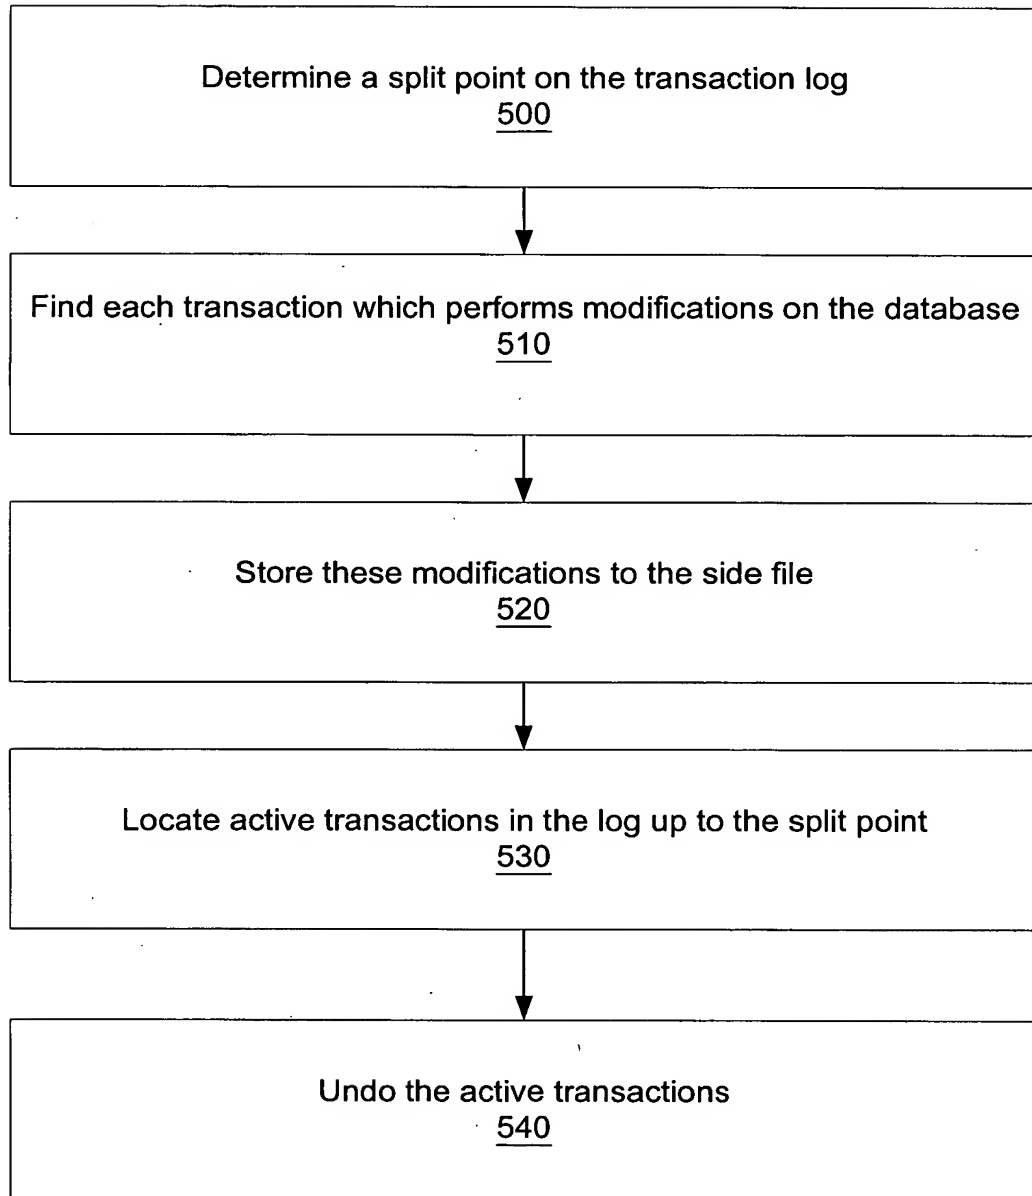 Determine a split point on the transaction log
500
Find each transaction which performs modifications on the database
510
Store these modifications to the side file
520
Locate active transactions in the log up to the split point
530
Undo the active transactions
540